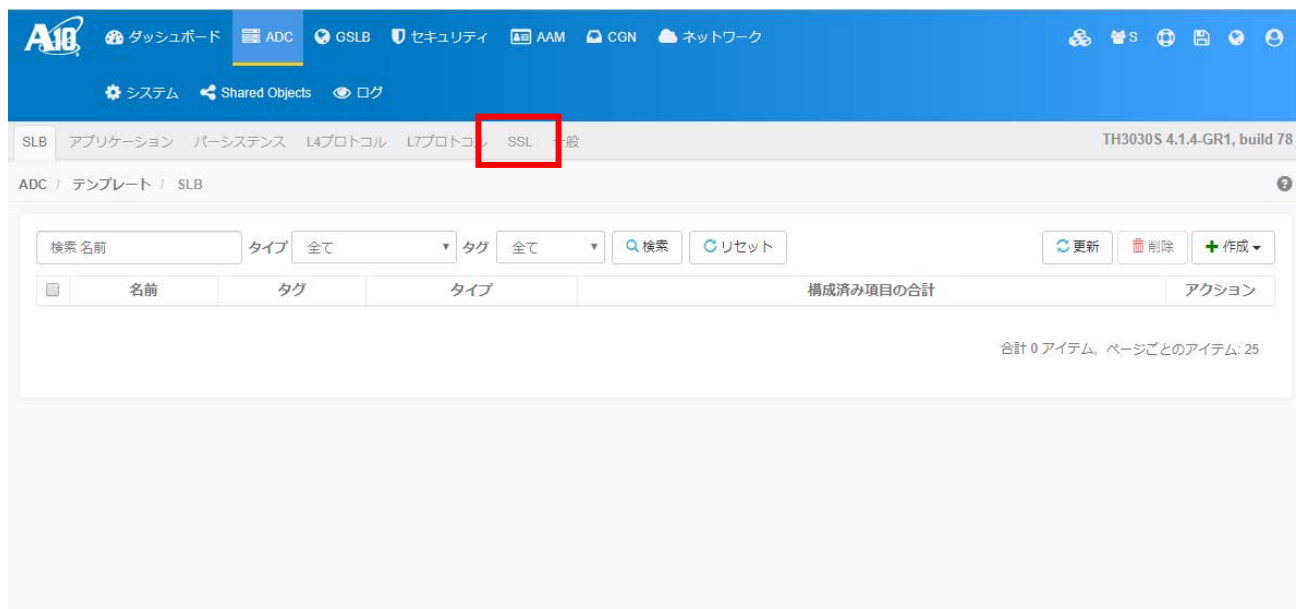 A10 ダッシュボード ADC GSLB セキュリティ AAM CGN ネットワーク S
システム Shared Objects ログ
SLB アプリケーション パーシステンス L4プロトコル L7プロトコル SSL 一般 TH3030S 4.1.4-GR1, build 78
ADC / テンプレート / SLB
検索 名前 タイプ 全て タグ 全て 検索 リセット 更新 削除 作成
名前 タグ タイプ 構成済み項目の合計 アクション
合計 0 アイテム, ページごとのアイテム: 25